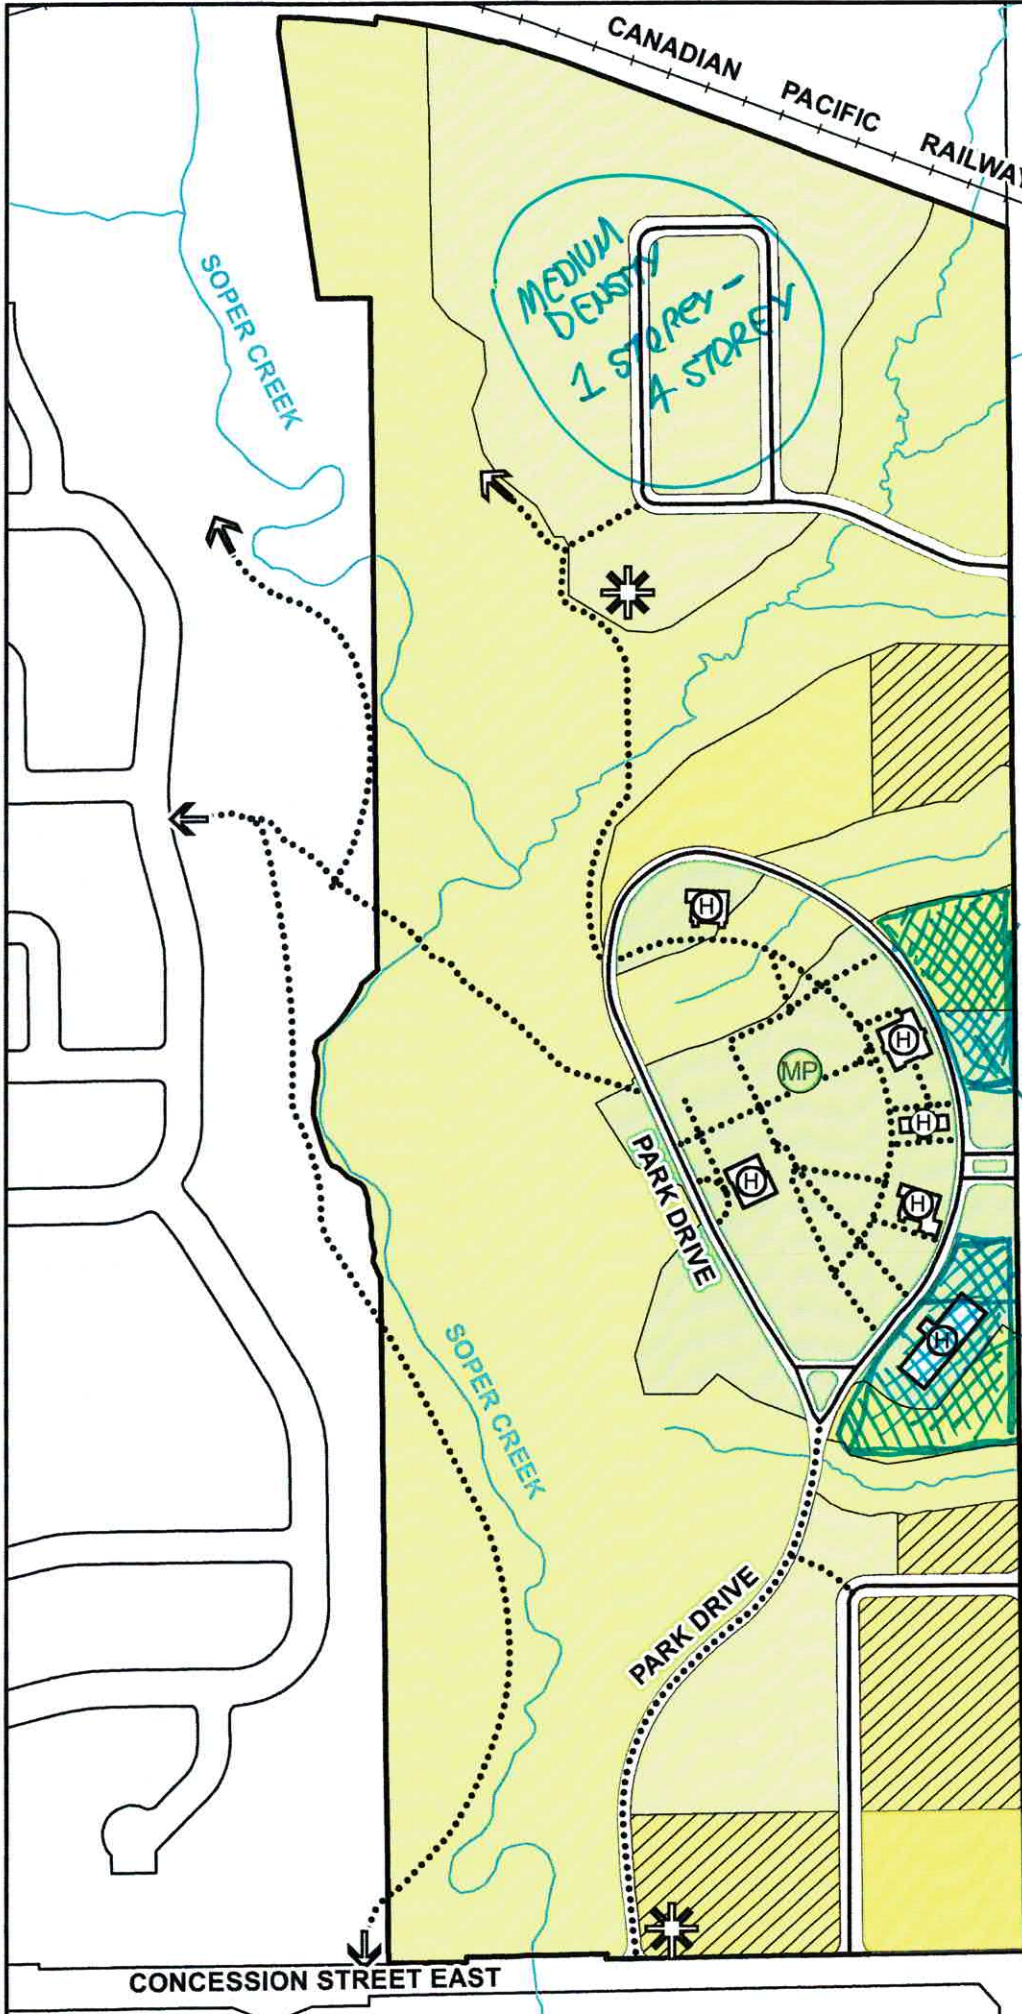 CANADIAN PACIFIC RAILWAY
MEDIUM
DENSITY
1 STOREY -
4 STOREY
SOPER CREEK
H
H
MP
H
H
PARK DRIVE
H
H
SOPER CREEK
PARK DRIVE
CONCESSION STREET EAST